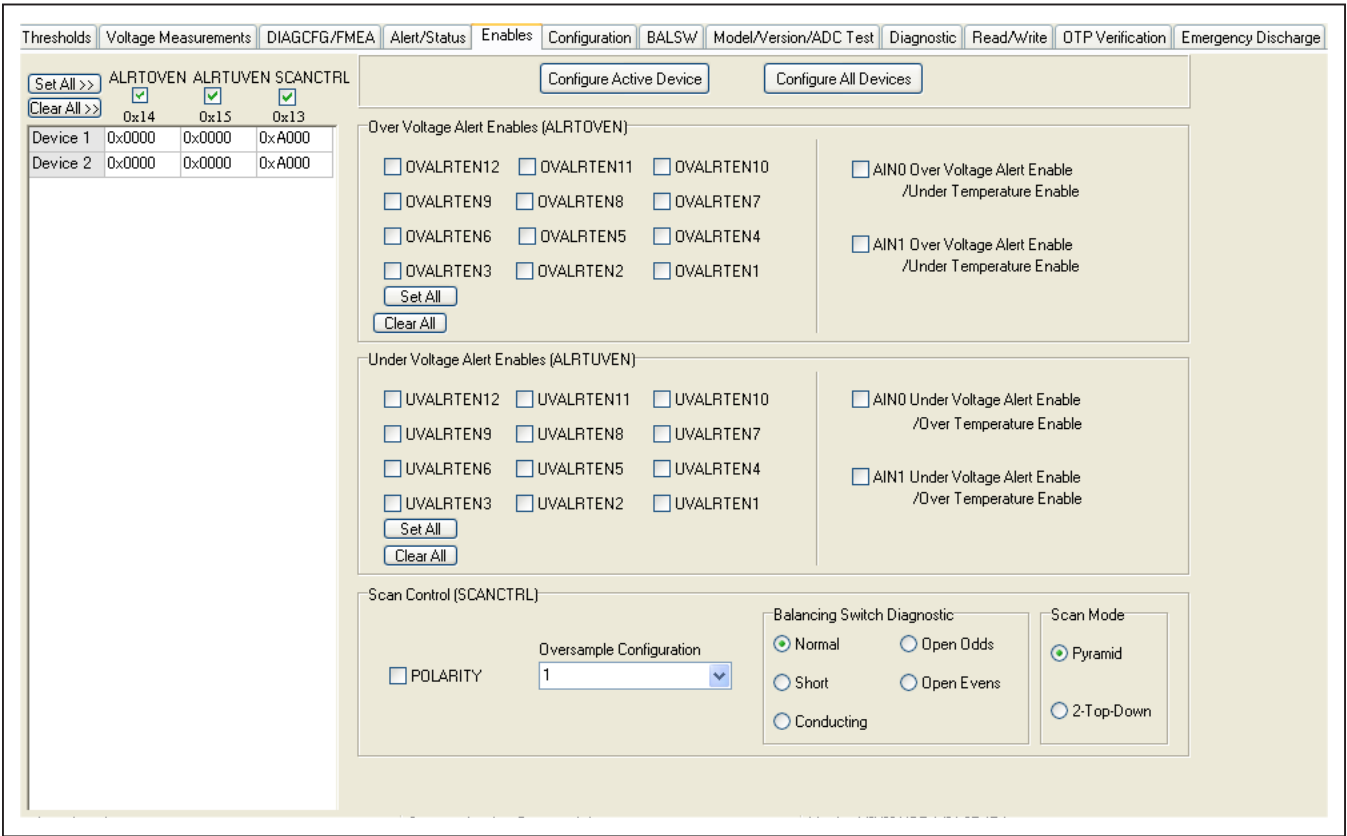 Thresholds Voltage Measurements DIAGCFG/FMEA Alert/Status Enables Configuration BALSW Model/Version/ADC Test Diagnostic Read/Write OTP Verification Emergency Discharge
Set All >> ALRTOVEN ALRTUVEN SCANCTRL
Clear All >> 0x14 0x15 0x13
Device 1 0x0000 0x0000 0xA000
Device 2 0x0000 0x0000 0xA000
Configure Active Device Configure All Devices
Over Voltage Alert Enables (ALRTOVEN)
OVALRTEN12 OVALRTEN11 OVALRTEN10
OVALRTEN9 OVALRTEN8 OVALRTEN7
OVALRTEN6 OVALRTEN5 OVALRTEN4
OVALRTEN3 OVALRTEN2 OVALRTEN1
Set All
Clear All
AIN0 Over Voltage Alert Enable
/Under Temperature Enable
AIN1 Over Voltage Alert Enable
/Under Temperature Enable
Under Voltage Alert Enables (ALRTUVEN)
UVALRTEN12 UVALRTEN11 UVALRTEN10
UVALRTEN9 UVALRTEN8 UVALRTEN7
UVALRTEN6 UVALRTEN5 UVALRTEN4
UVALRTEN3 UVALRTEN2 UVALRTEN1
Set All
Clear All
AIN0 Under Voltage Alert Enable
/Over Temperature Enable
AIN1 Under Voltage Alert Enable
/Over Temperature Enable
Scan Control (SCANCTRL)
POLARITY
Oversample Configuration
1
Balancing Switch Diagnostic
Normal Open Odds
Short Open Evens
Conducting
Scan Mode
Pyramid
2-Top-Down